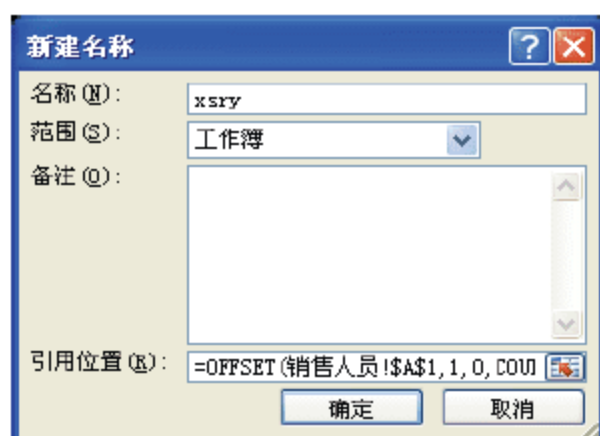 新建名称
名称(N): xsry
范围(S): 工作簿
备注(O):
引用位置(R): =OFFSET(销售人员!$A$1,1,0,COU
确定 取消